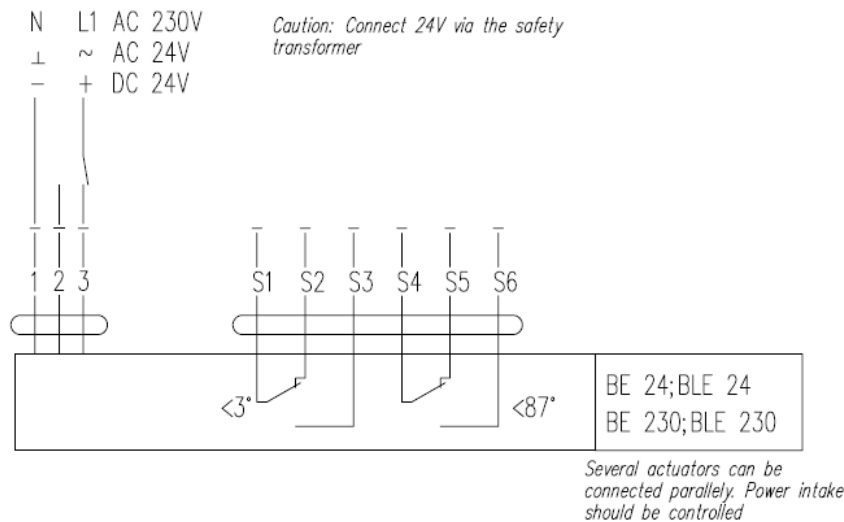 N L1 AC 230V
⊥ ~ AC 24V
− + DC 24V
Caution: Connect 24V via the safety
transformer
1 2 3 S1 S2 S3 S4 S5 S6
<3° <87°
BE 24;BLE 24
BE 230;BLE 230
Several actuators can be
connected parallely. Power intake
should be controlled